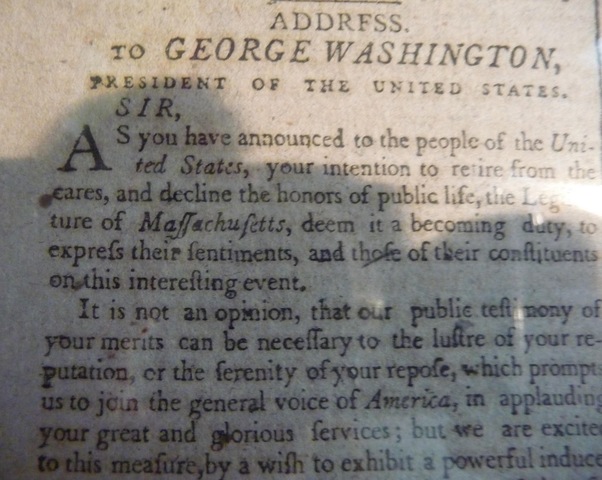 ADDRFSS.
TO GEORGE WASHINGTON,
PRESIDENT OF THE UNITED STATES.
SIR,
AS you have announced to the people of the Uni-
ted States, your intention to retire from the
cares, and decline the honors of public life, the
ture of Maſſachuſetts, deem it a becoming duty, to
expreſs their ſentiments, and thoſe of their conſtituents
on this intereſting event.
It is not an opinion, that our public teſtimony of
your merits can be neceſſary to the luſtre of your re-
putation, or the ſerenity of your repoſe, which prompt
us to join the general voice of America, in applauding
your great and glorious ſervices; but we are excite
to this meaſure, by a wiſh to exhibit a powerful induce